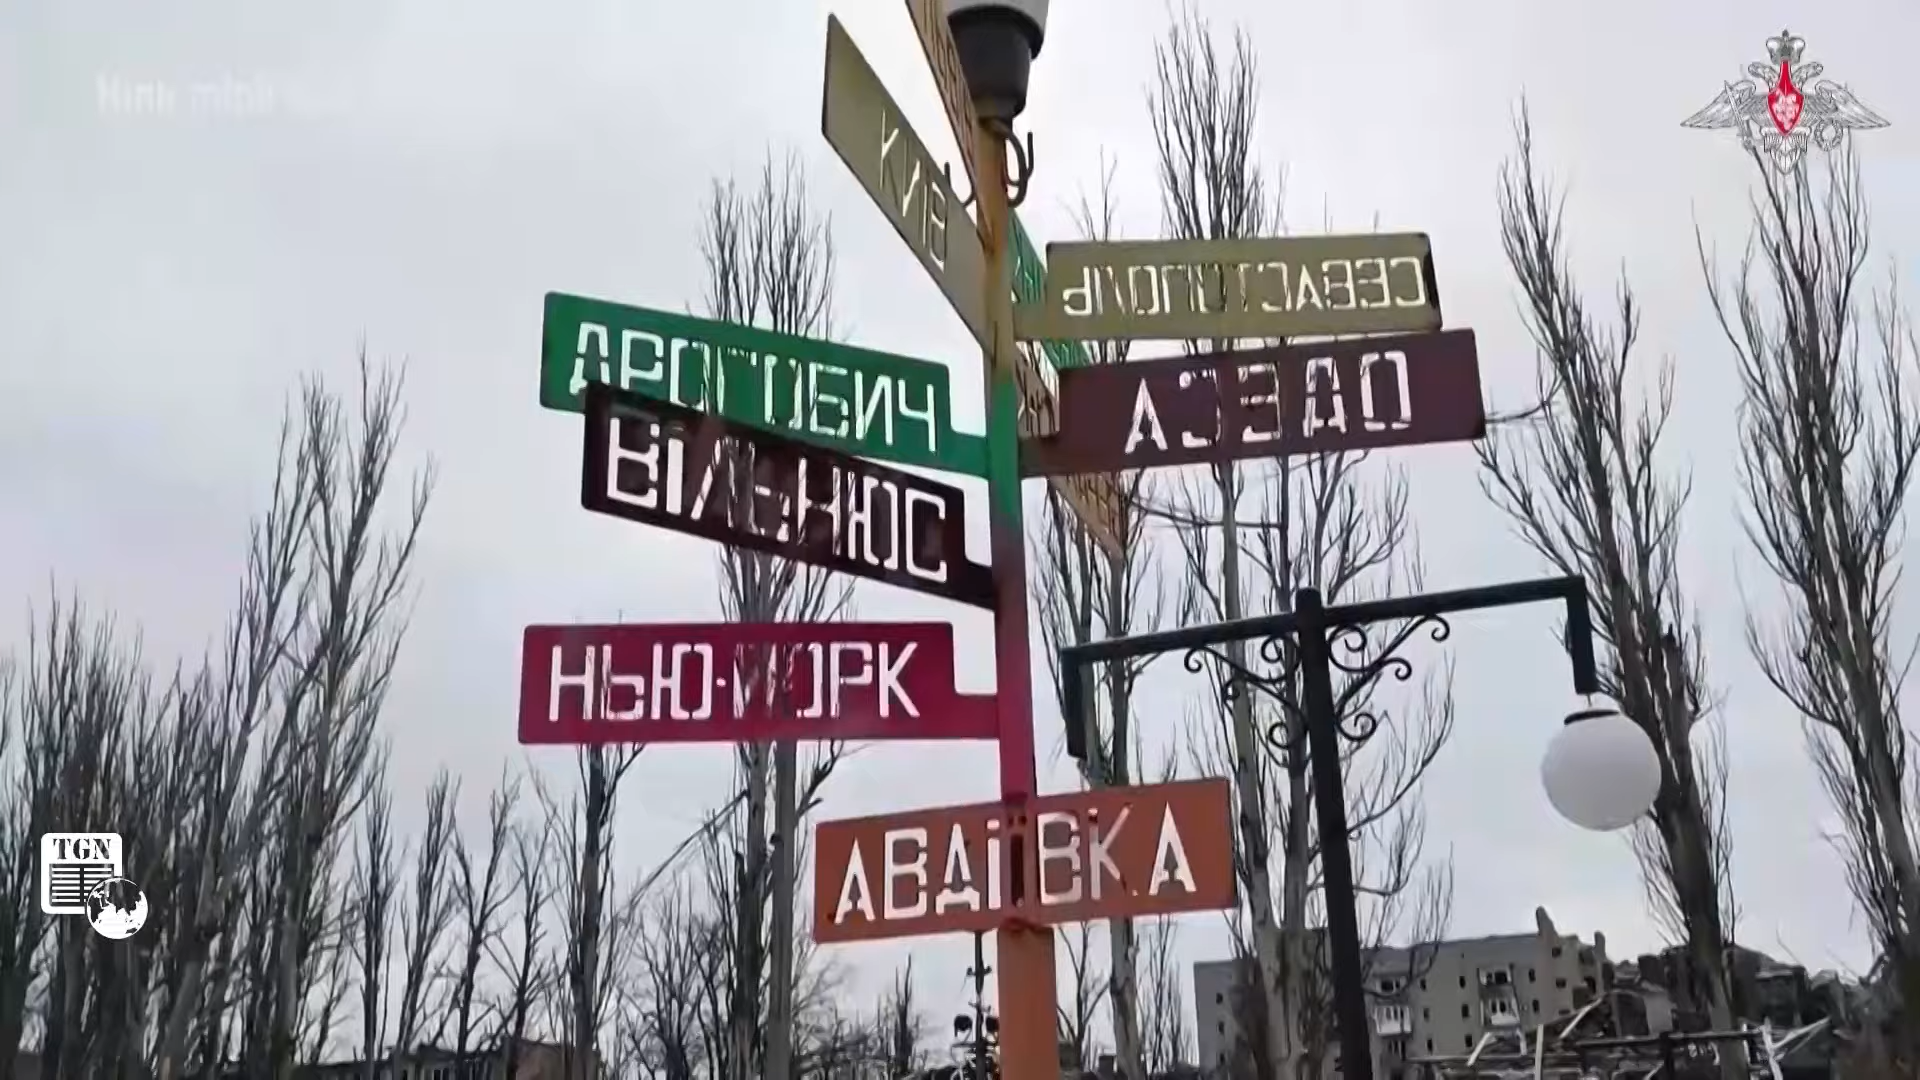 КИЇВ
СЕВАСТОПОЛЬ
ДРОГОБИЧ
ОДЕСА
ВІЛЬНЮС
НЬЮ-ЙОРК
АВДІЇВКА
TGN